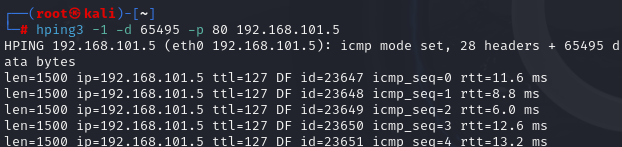 ┌──(root㉿kali)-[~]
└─# hping3 -1 -d 65495 -p 80 192.168.101.5
HPING 192.168.101.5 (eth0 192.168.101.5): icmp mode set, 28 headers + 65495 d
ata bytes
len=1500 ip=192.168.101.5 ttl=127 DF id=23647 icmp_seq=0 rtt=11.6 ms
len=1500 ip=192.168.101.5 ttl=127 DF id=23648 icmp_seq=1 rtt=8.8 ms
len=1500 ip=192.168.101.5 ttl=127 DF id=23649 icmp_seq=2 rtt=6.0 ms
len=1500 ip=192.168.101.5 ttl=127 DF id=23650 icmp_seq=3 rtt=12.6 ms
len=1500 ip=192.168.101.5 ttl=127 DF id=23651 icmp_seq=4 rtt=13.2 ms